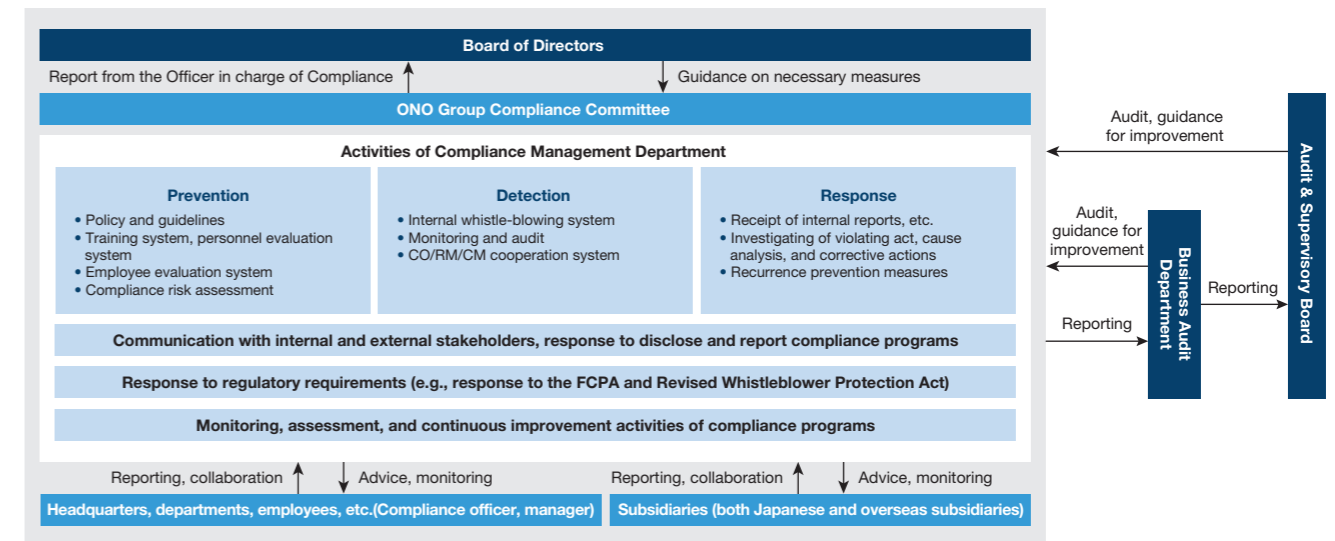 Board of Directors
Report from the Officer in charge of Compliance
Guidance on necessary measures
ONO Group Compliance Committee
Activities of Compliance Management Department
Prevention
• Policy and guidelines
• Training system, personnel evaluation
system
• Employee evaluation system
• Compliance risk assessment
Detection
• Internal whistle-blowing system
• Monitoring and audit
• CO/RM/CM cooperation system
Response
• Receipt of internal reports, etc.
• Investigating of violating act, cause
analysis, and corrective actions
• Recurrence prevention measures
Communication with internal and external stakeholders, response to disclose and report compliance programs
Response to regulatory requirements (e.g., response to the FCPA and Revised Whistleblower Protection Act)
Monitoring, assessment, and continuous improvement activities of compliance programs
Reporting, collaboration
Advice, monitoring
Reporting, collaboration
Advice, monitoring
Headquarters, departments, employees, etc.(Compliance officer, manager)
Subsidiaries (both Japanese and overseas subsidiaries)
Audit, guidance
for improvement
Audit,
guidance for
improvement
Reporting
Business Audit
Department
Reporting
Audit & Supervisory Board